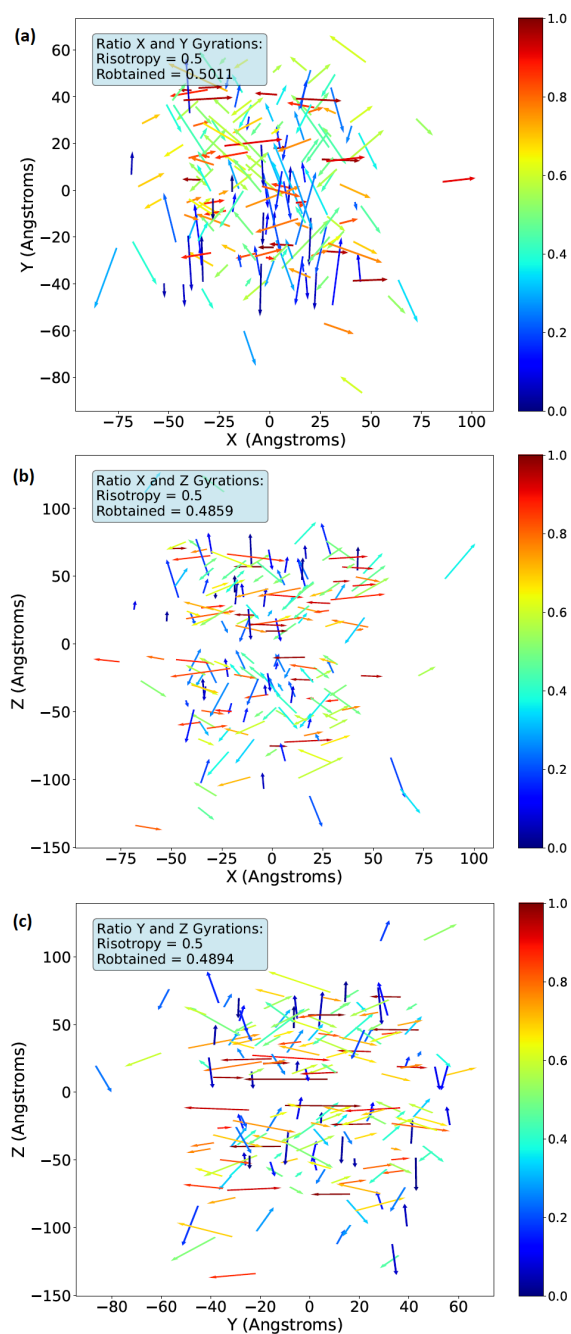 (a)
Ratio X and Y Gyrations:
Risotropy = 0.5
Robtained = 0.5011
60
40
20
0
−20
−40
−60
−80
Y (Angstroms)
−75 −50 −25 0 25 50 75 100
X (Angstroms)
1.0
0.8
0.6
0.4
0.2
0.0
(b)
Ratio X and Z Gyrations:
Risotropy = 0.5
Robtained = 0.4859
100
50
0
−50
−100
−150
Z (Angstroms)
−75 −50 −25 0 25 50 75 100
X (Angstroms)
1.0
0.8
0.6
0.4
0.2
0.0
(c)
Ratio Y and Z Gyrations:
Risotropy = 0.5
Robtained = 0.4894
100
50
0
−50
−100
−150
Z (Angstroms)
−80 −60 −40 −20 0 20 40 60
Y (Angstroms)
1.0
0.8
0.6
0.4
0.2
0.0